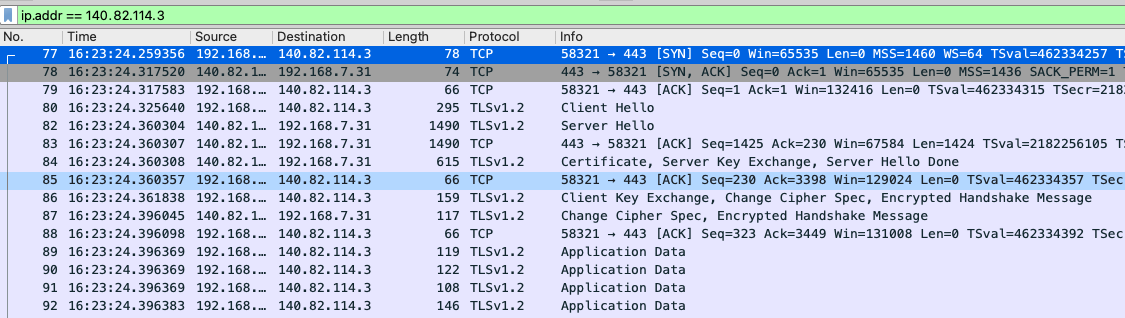 ip.addr == 140.82.114.3
No. Time Source Destination Length Protocol Info
77 16:23:24.259356 192.168.… 140.82.114.3 78 TCP 58321 → 443 [SYN] Seq=0 Win=65535 Len=0 MSS=1460 WS=64 TSval=462334257 T
78 16:23:24.317520 140.82.1… 192.168.7.31 74 TCP 443 → 58321 [SYN, ACK] Seq=0 Ack=1 Win=65535 Len=0 MSS=1436 SACK_PERM=1
79 16:23:24.317583 192.168.… 140.82.114.3 66 TCP 58321 → 443 [ACK] Seq=1 Ack=1 Win=132416 Len=0 TSval=462334315 TSecr=218
80 16:23:24.325640 192.168.… 140.82.114.3 295 TLSv1.2 Client Hello
82 16:23:24.360304 140.82.1… 192.168.7.31 1490 TLSv1.2 Server Hello
83 16:23:24.360307 140.82.1… 192.168.7.31 1490 TCP 443 → 58321 [ACK] Seq=1425 Ack=230 Win=67584 Len=1424 TSval=2182256105 T
84 16:23:24.360308 140.82.1… 192.168.7.31 615 TLSv1.2 Certificate, Server Key Exchange, Server Hello Done
85 16:23:24.360357 192.168.… 140.82.114.3 66 TCP 58321 → 443 [ACK] Seq=230 Ack=3398 Win=129024 Len=0 TSval=462334357 TSec
86 16:23:24.361838 192.168.… 140.82.114.3 159 TLSv1.2 Client Key Exchange, Change Cipher Spec, Encrypted Handshake Message
87 16:23:24.396045 140.82.1… 192.168.7.31 117 TLSv1.2 Change Cipher Spec, Encrypted Handshake Message
88 16:23:24.396098 192.168.… 140.82.114.3 66 TCP 58321 → 443 [ACK] Seq=323 Ack=3449 Win=131008 Len=0 TSval=462334392 TSec
89 16:23:24.396369 192.168.… 140.82.114.3 119 TLSv1.2 Application Data
90 16:23:24.396369 192.168.… 140.82.114.3 122 TLSv1.2 Application Data
91 16:23:24.396369 192.168.… 140.82.114.3 108 TLSv1.2 Application Data
92 16:23:24.396383 192.168.… 140.82.114.3 146 TLSv1.2 Application Data